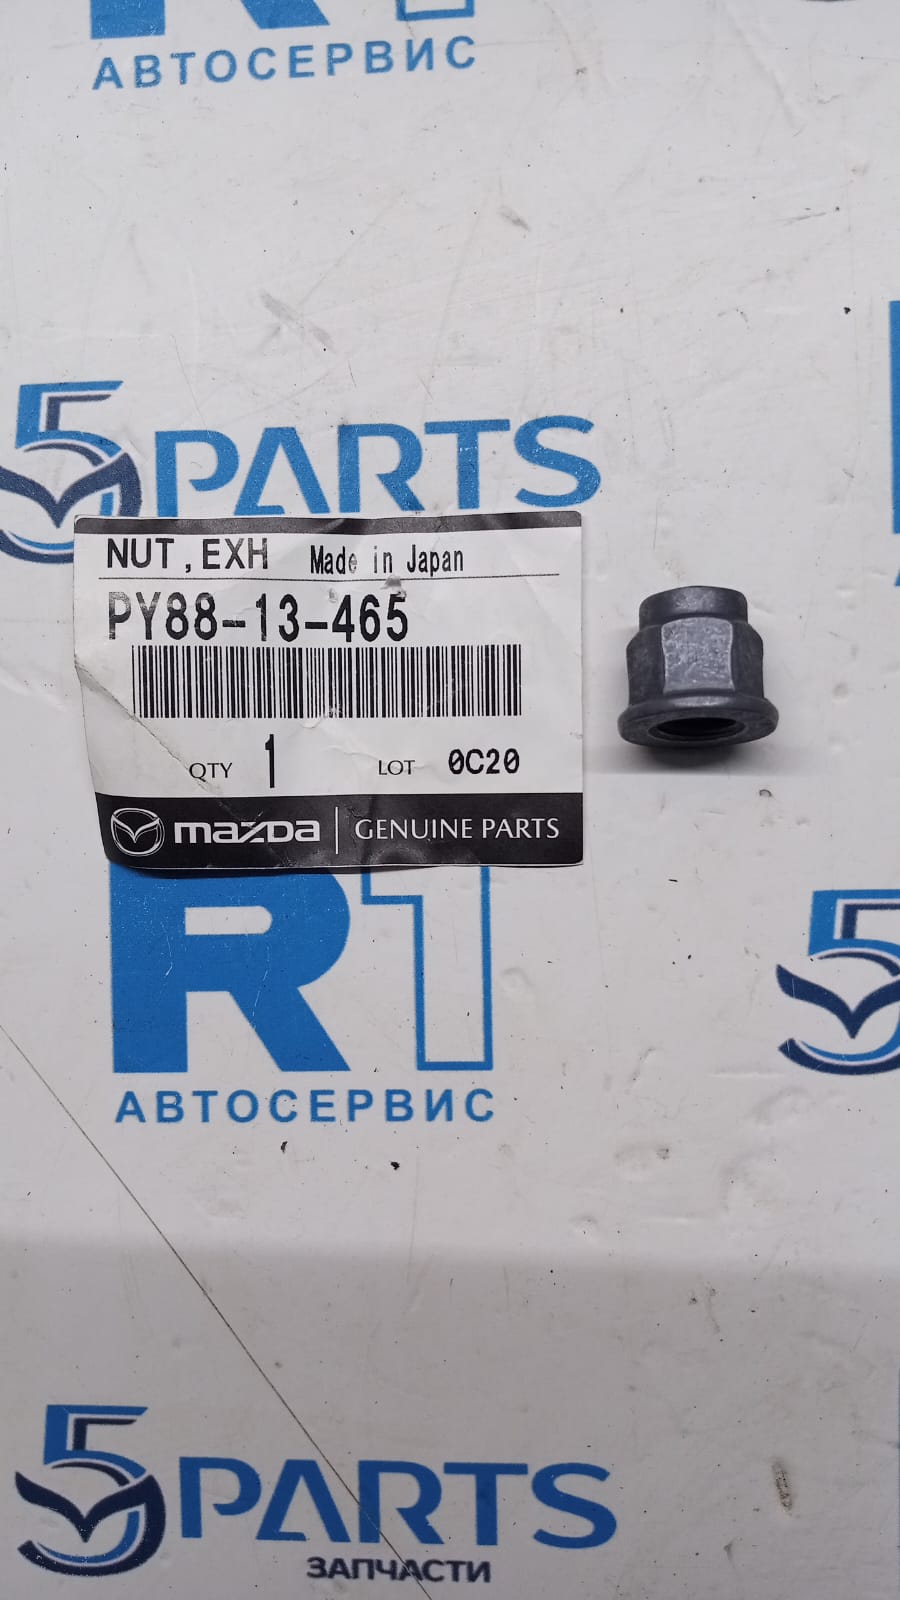 АВТОСЕРВИС
5PARTS
NUT, EXH Made in Japan
PY88-13-465
QTY 1 LOT 0C20
mazda GENUINE PARTS
R1
АВТОСЕРВИС
5PARTS
ЗАПЧАСТИ